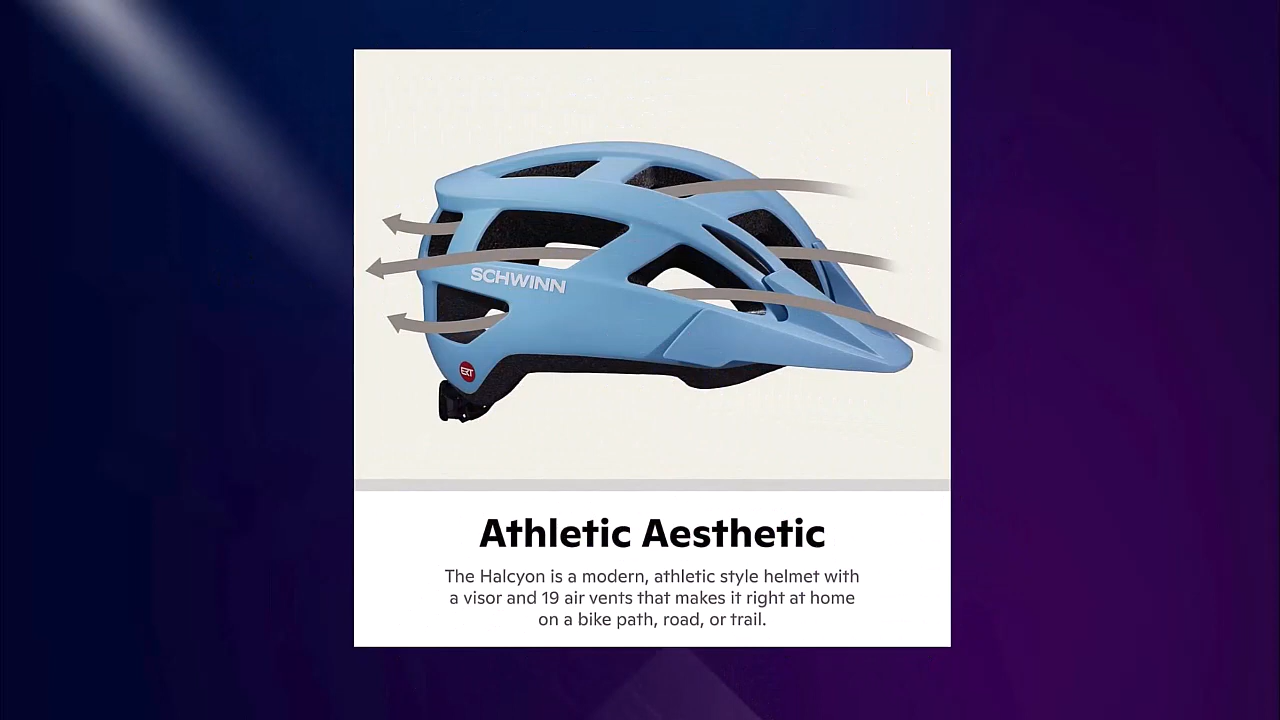 SCHWINN
ERT
Athletic Aesthetic
The Halcyon is a modern, athletic style helmet with
a visor and 19 air vents that makes it right at home
on a bike path, road, or trail.